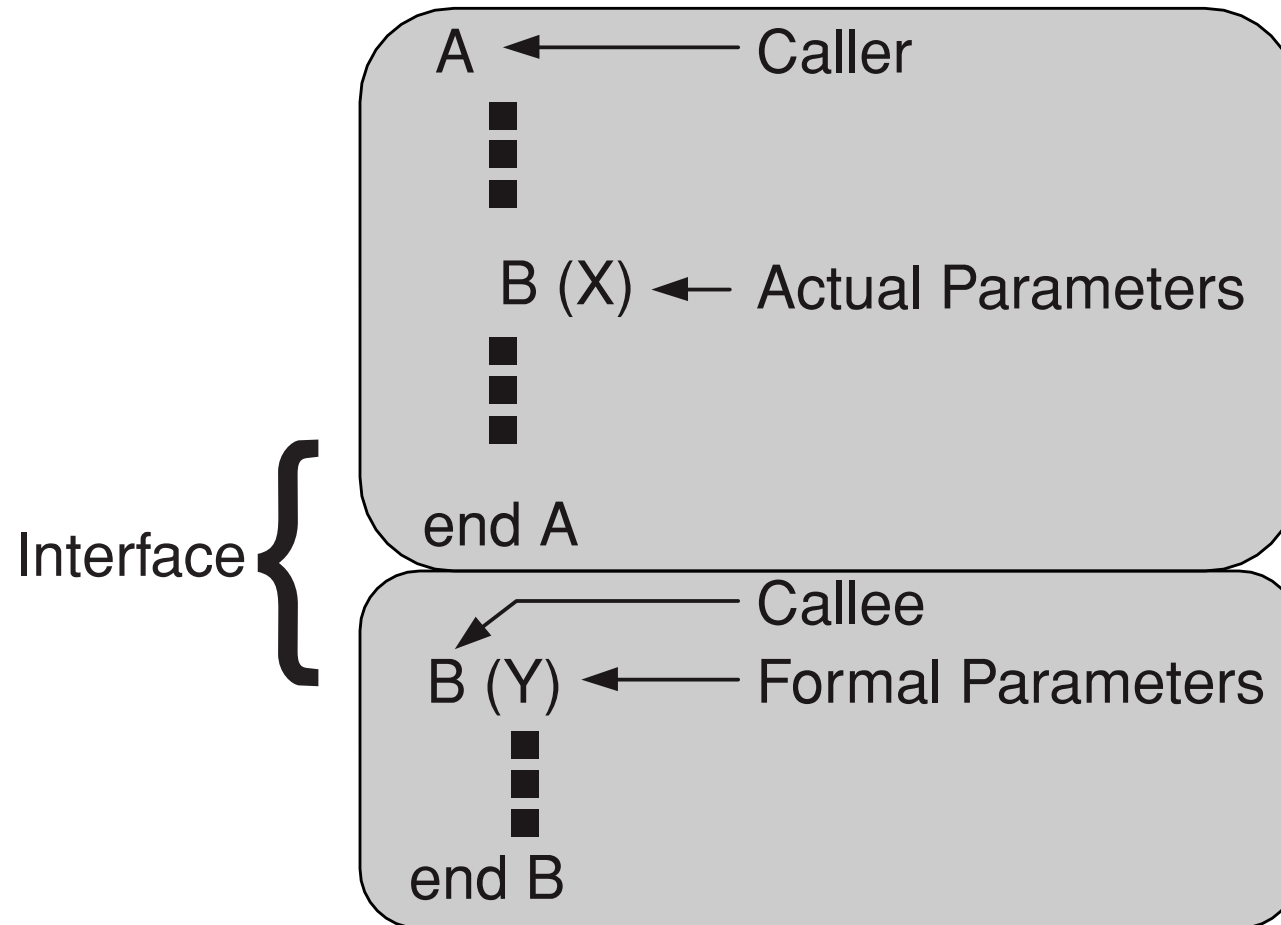 A Caller
B (X) Actual Parameters
end A
Interface
Callee
B (Y) Formal Parameters
end B